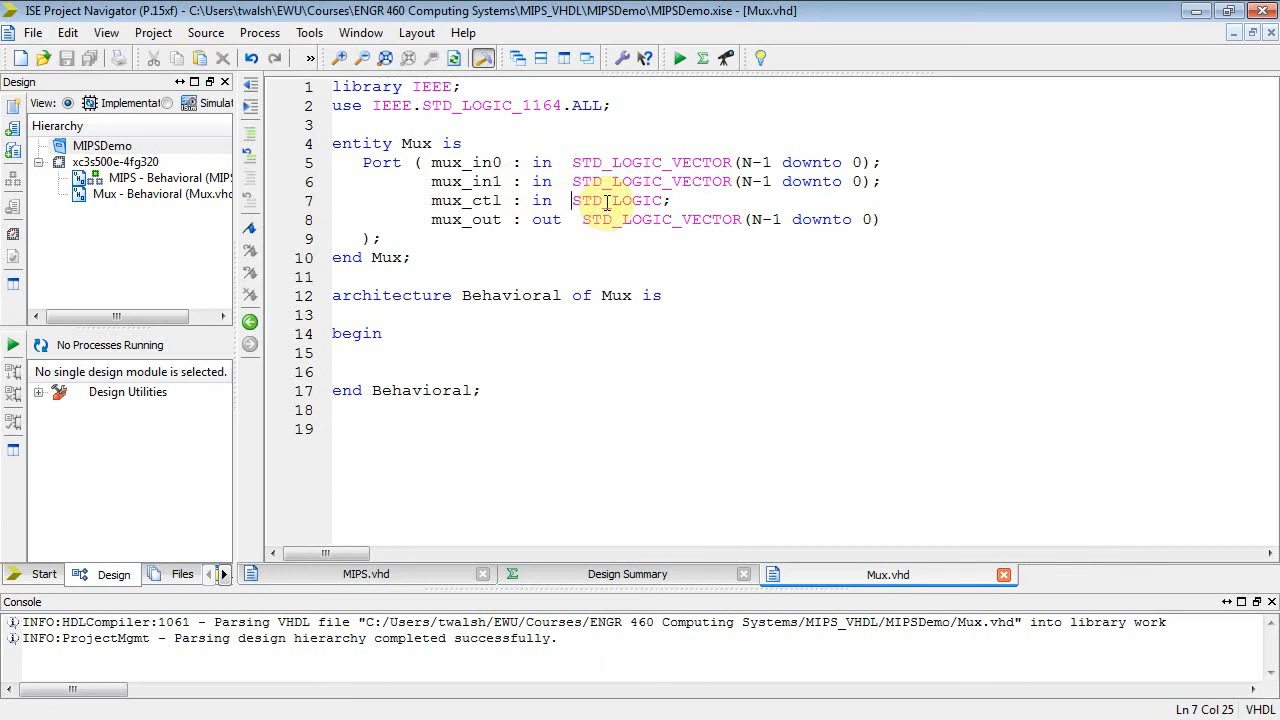 ISE Project Navigator (P.15xf) - C:\Users\twalsh\EWU\Courses\ENGR 460 Computing Systems\MIPS_VHDL\MIPSDemo\MIPSDemo.xise - [Mux.vhd]
File Edit View Project Source Process Tools Window Layout Help
»
Design
View: Implementat Simulat
Hierarchy
MIPSDemo
xc3s500e-4fg320
MIPS - Behavioral (MIPS
Mux - Behavioral (Mux.vhd
No Processes Running
No single design module is selected.
Design Utilities
Start Design Files
1 library IEEE;
2 use IEEE.STD_LOGIC_1164.ALL;
3
4 entity Mux is
5 Port ( mux_in0 : in STD_LOGIC_VECTOR(N-1 downto 0);
6 mux_in1 : in STD_LOGIC_VECTOR(N-1 downto 0);
7 mux_ctl : in STD_LOGIC;
8 mux_out : out STD_LOGIC_VECTOR(N-1 downto 0)
9 );
10 end Mux;
11
12 architecture Behavioral of Mux is
13
14 begin
15
16
17 end Behavioral;
18
19
MIPS.vhd Design Summary Mux.vhd
Console
INFO:HDLCompiler:1061 - Parsing VHDL file "C:/Users/twalsh/EWU/Courses/ENGR 460 Computing Systems/MIPS_VHDL/MIPSDemo/Mux.vhd" into library work
INFO:ProjectMgmt - Parsing design hierarchy completed successfully.
Ln 7 Col 25 VHDL